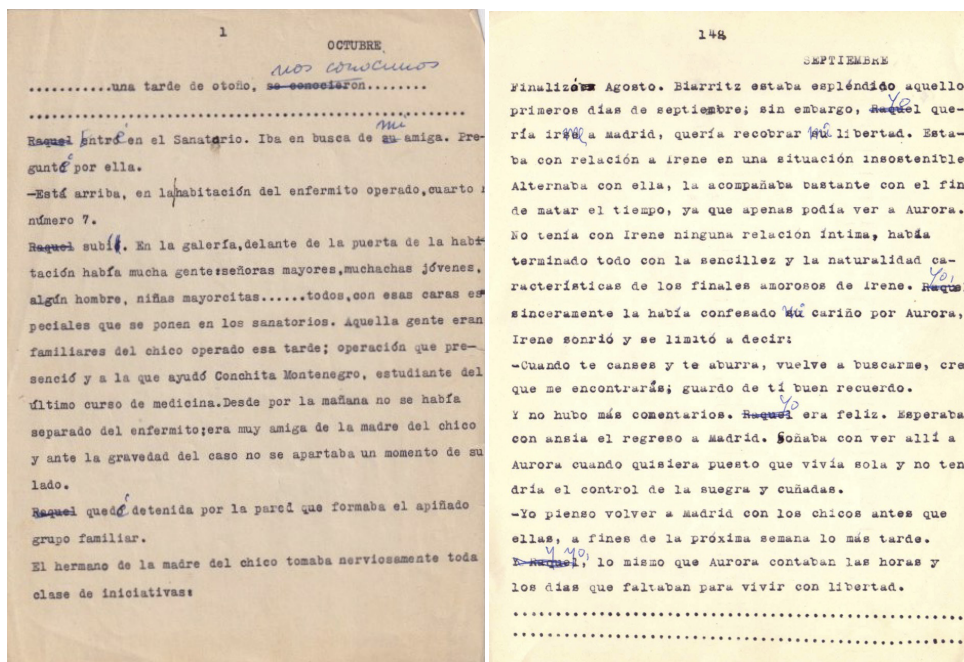 1
OCTUBRE
nos conocimos
...........una tarde de otoño, se conocieron........
Raquel Entré en el Sanatorio. Iba en busca de su mi amiga. Pre-
gunté por ella.
-Está arriba, en la habitación del enfermito operado, cuarto
número 7.
Raquel subí. En la galería, delante de la puerta de la habi-
tación había mucha gente: señoras mayores, muchachas jóvenes,
algún hombre, niñas mayorcitas......todos, con esas caras es-
peciales que se ponen en los sanatorios. Aquella gente eran
familiares del chico operado esa tarde; operación que pre-
senció y a la que ayudó Conchita Montenegro, estudiante del
último curso de medicina. Desde por la mañana no se había
separado del enfermito; era muy amiga de la madre del chico
y ante la gravedad del caso no se apartaba un momento de su
lado.
Raquel quedé detenida por la pared que formaba el apiñado
grupo familiar.
El hermano de la madre del chico tomaba nerviosamente toda
clase de iniciativas:
148
SEPTIEMBRE
Finalizó Agosto. Biarritz estaba espléndido aquello
primeros días de septiembre; sin embargo, Raquel yo que-
ría irme a Madrid, quería recobrar mi libertad. Esta-
ba con relación a Irene en una situación insostenible
Alternaba con ella, la acompañaba bastante con el fin
de matar el tiempo, ya que apenas podía ver a Aurora.
No tenía con Irene ninguna relación íntima, había
terminado todo con la sencillez y la naturalidad ca-
racterísticas de los finales amorosos de Irene. Raque yo,
sinceramente la había confesado mi cariño por Aurora,
Irene sonrió y se limitó a decir:
-Cuando te canses y te aburra, vuelve a buscarme, cre
que me encontrarás; guardo de tí buen recuerdo.
Y no hubo más comentarios. Raquel yo era feliz. Esperaba
con ansia el regreso a Madrid. Soñaba con ver allí a
Aurora cuando quisiera puesto que vivía sola y no ten
dría el control de la suegra y cuñadas.
-Yo pienso volver a Madrid con los chicos antes que
ellas, a fines de la próxima semana lo más tarde.
Y Raquel, y yo, lo mismo que Aurora contaban las horas y
los días que faltaban para vivir con libertad.